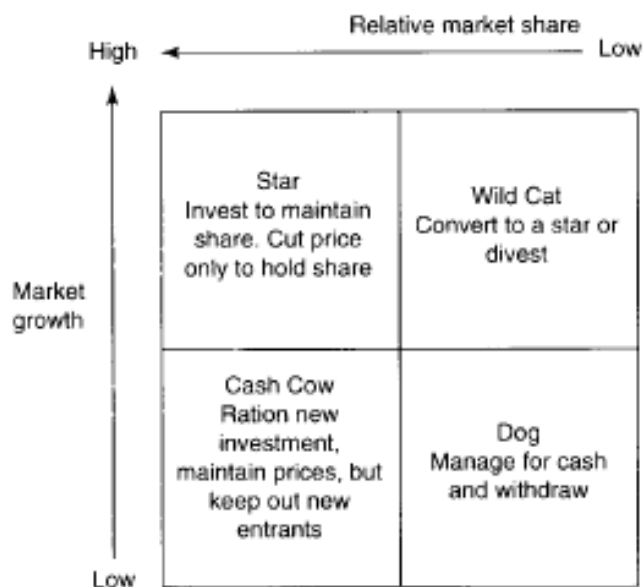 Relative market share
High
Low
Star
Invest to maintain
share. Cut price
only to hold share
Wild Cat
Convert to a star or
divest
Market
growth
Cash Cow
Ration new
investment,
maintain prices, but
keep out new
entrants
Dog
Manage for cash
and withdraw
Low